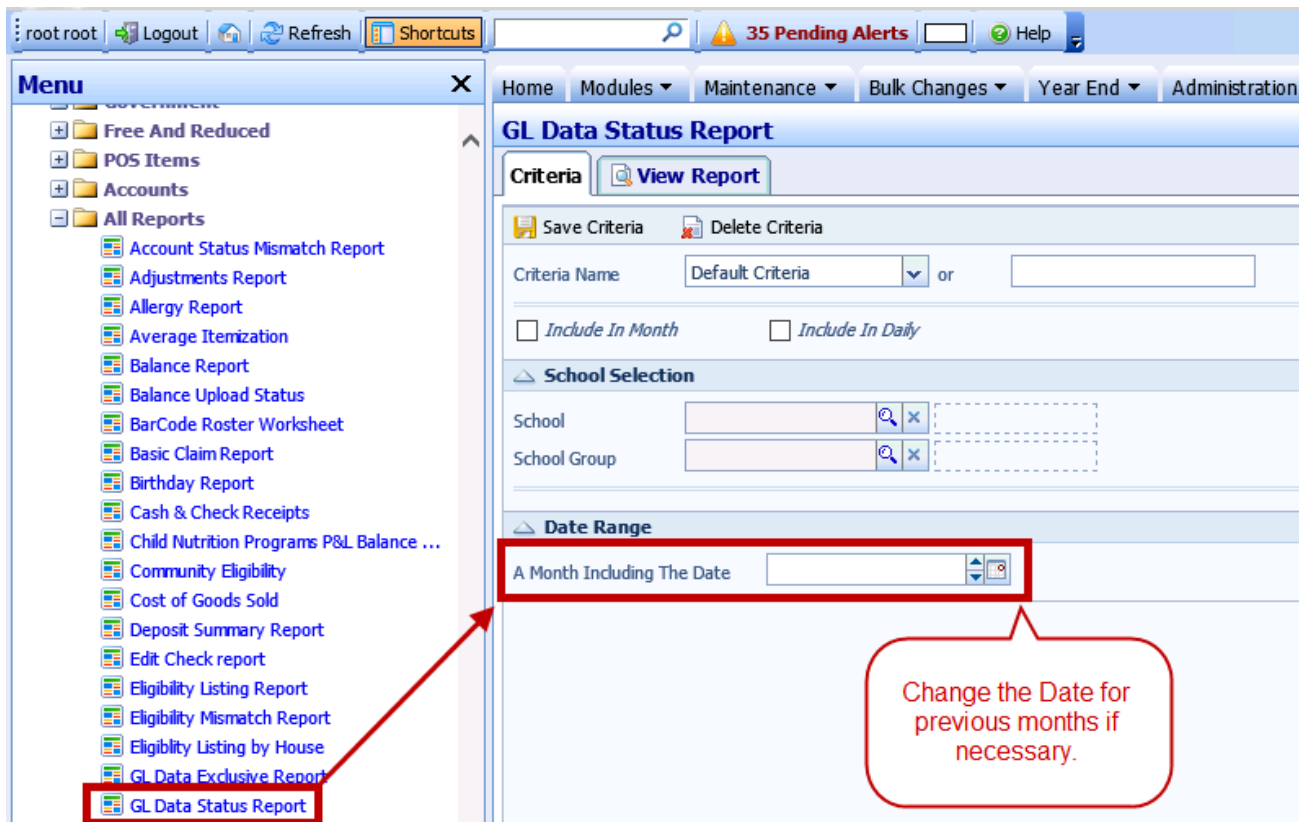 root root Logout Refresh Shortcuts 35 Pending Alerts Help
Menu
Government
Free And Reduced
POS Items
Accounts
All Reports
Account Status Mismatch Report
Adjustments Report
Allergy Report
Average Itemization
Balance Report
Balance Upload Status
BarCode Roster Worksheet
Basic Claim Report
Birthday Report
Cash & Check Receipts
Child Nutrition Programs P&L Balance ...
Community Eligibility
Cost of Goods Sold
Deposit Summary Report
Edit Check report
Eligibility Listing Report
Eligibility Mismatch Report
Eligiblity Listing by House
GL Data Exclusive Report
GL Data Status Report
Home Modules Maintenance Bulk Changes Year End Administration
GL Data Status Report
Criteria View Report
Save Criteria Delete Criteria
Criteria Name Default Criteria or
Include In Month Include In Daily
School Selection
School
School Group
Date Range
A Month Including The Date
Change the Date for
previous months if
necessary.